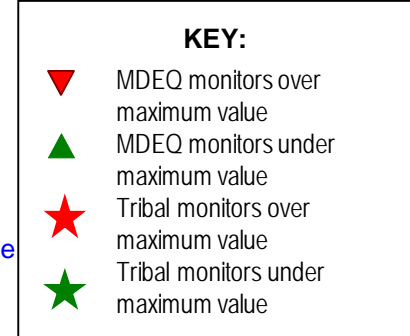 KEY:
MDEQ monitors over
maximum value
MDEQ monitors under
maximum value
Tribal monitors over
maximum value
e
Tribal monitors under
maximum value